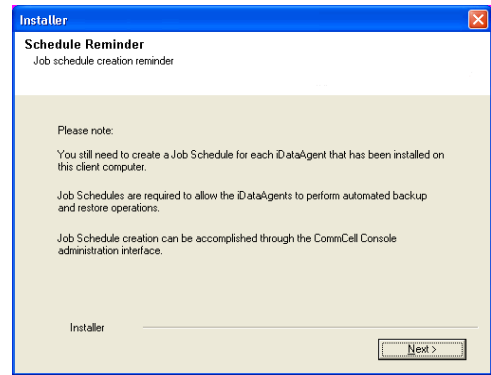 Installer
Schedule Reminder
Job schedule creation reminder
Please note:
You still need to create a Job Schedule for each iDataAgent that has been installed on
this client computer.
Job Schedules are required to allow the iDataAgents to perform automated backup
and restore operations.
Job Schedule creation can be accomplished through the CommCell Console
administration interface.
Installer
Next >